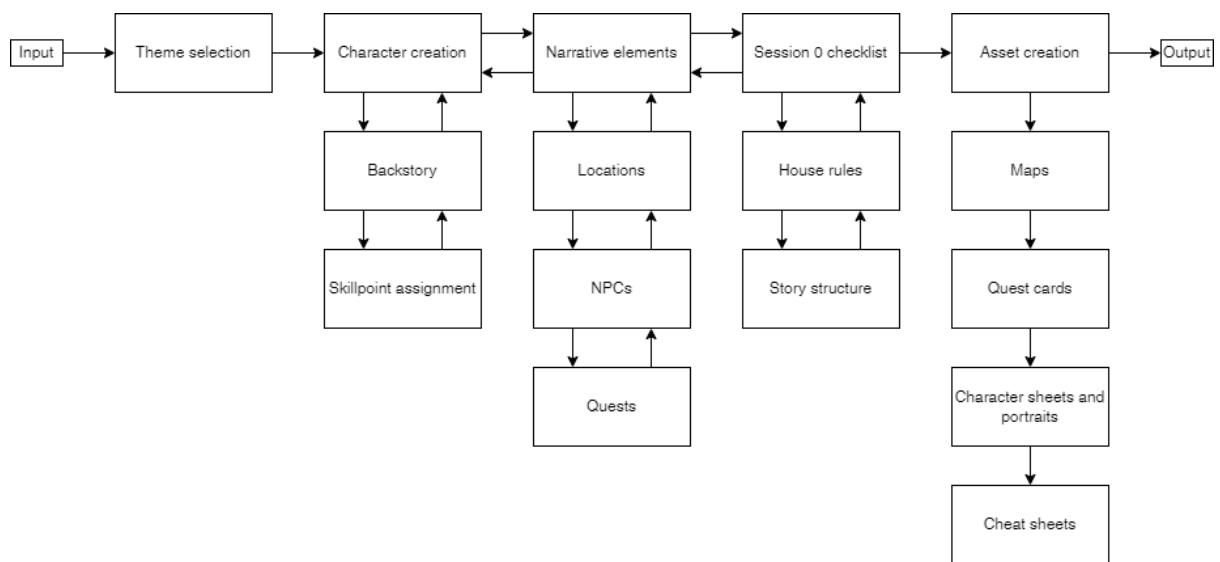 Input
Theme selection
Character creation
Narrative elements
Session 0 checklist
Asset creation
Output
Backstory
Locations
House rules
Maps
Skillpoint assignment
NPCs
Story structure
Quest cards
Quests
Character sheets and
portraits
Cheat sheets